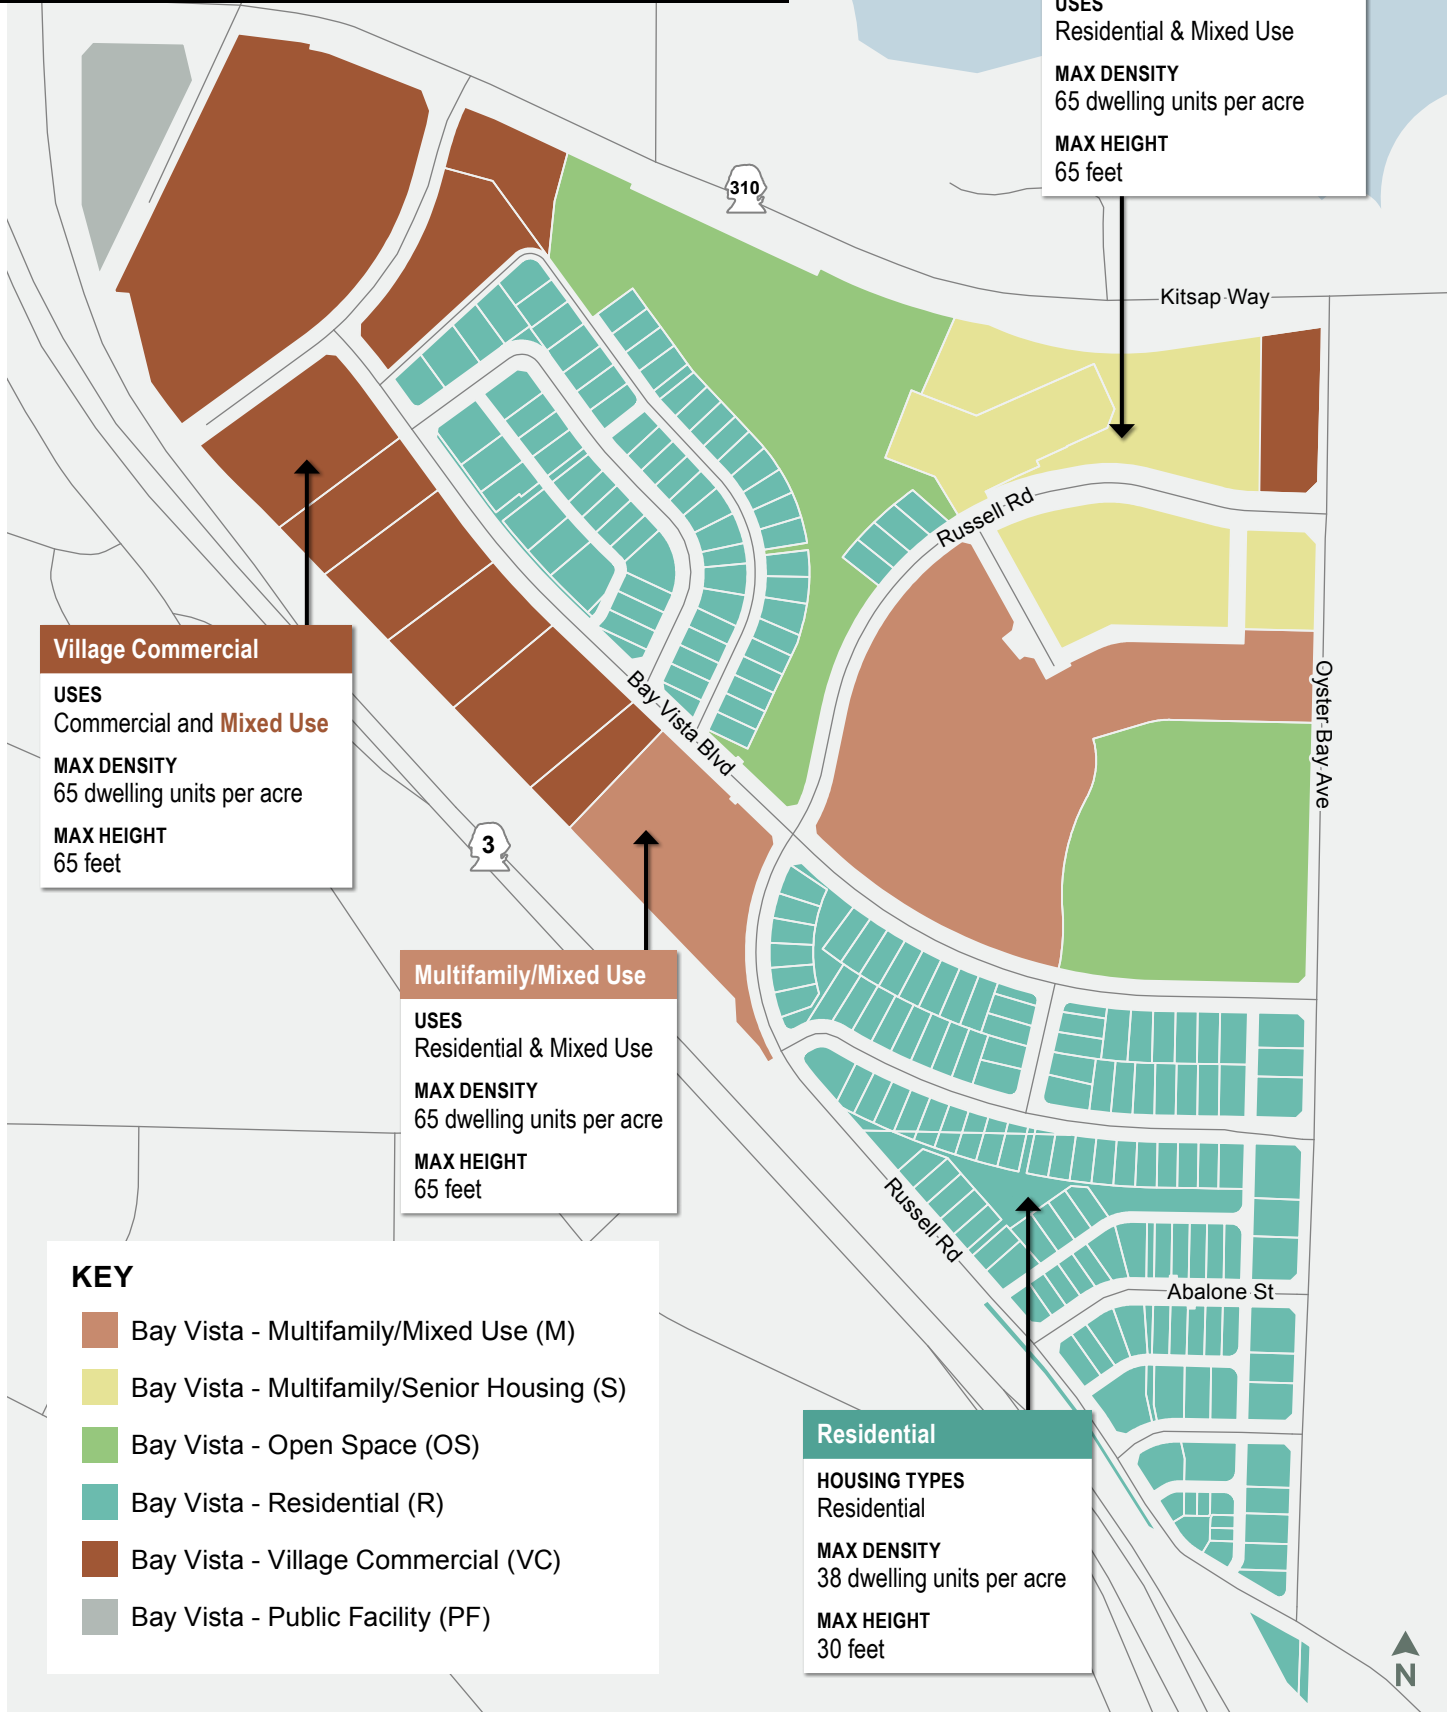 USES
Residential & Mixed Use
MAX DENSITY
65 dwelling units per acre
MAX HEIGHT
65 feet
310
Kitsap Way
Russell Rd
Oyster Bay Ave
Village Commercial
USES
Commercial and Mixed Use
MAX DENSITY
65 dwelling units per acre
MAX HEIGHT
65 feet
Bay Vista Blvd
3
Multifamily/Mixed Use
USES
Residential & Mixed Use
MAX DENSITY
65 dwelling units per acre
MAX HEIGHT
65 feet
Russell Rd
Abalone St
KEY
Bay Vista - Multifamily/Mixed Use (M)
Bay Vista - Multifamily/Senior Housing (S)
Bay Vista - Open Space (OS)
Bay Vista - Residential (R)
Bay Vista - Village Commercial (VC)
Bay Vista - Public Facility (PF)
Residential
HOUSING TYPES
Residential
MAX DENSITY
38 dwelling units per acre
MAX HEIGHT
30 feet
N